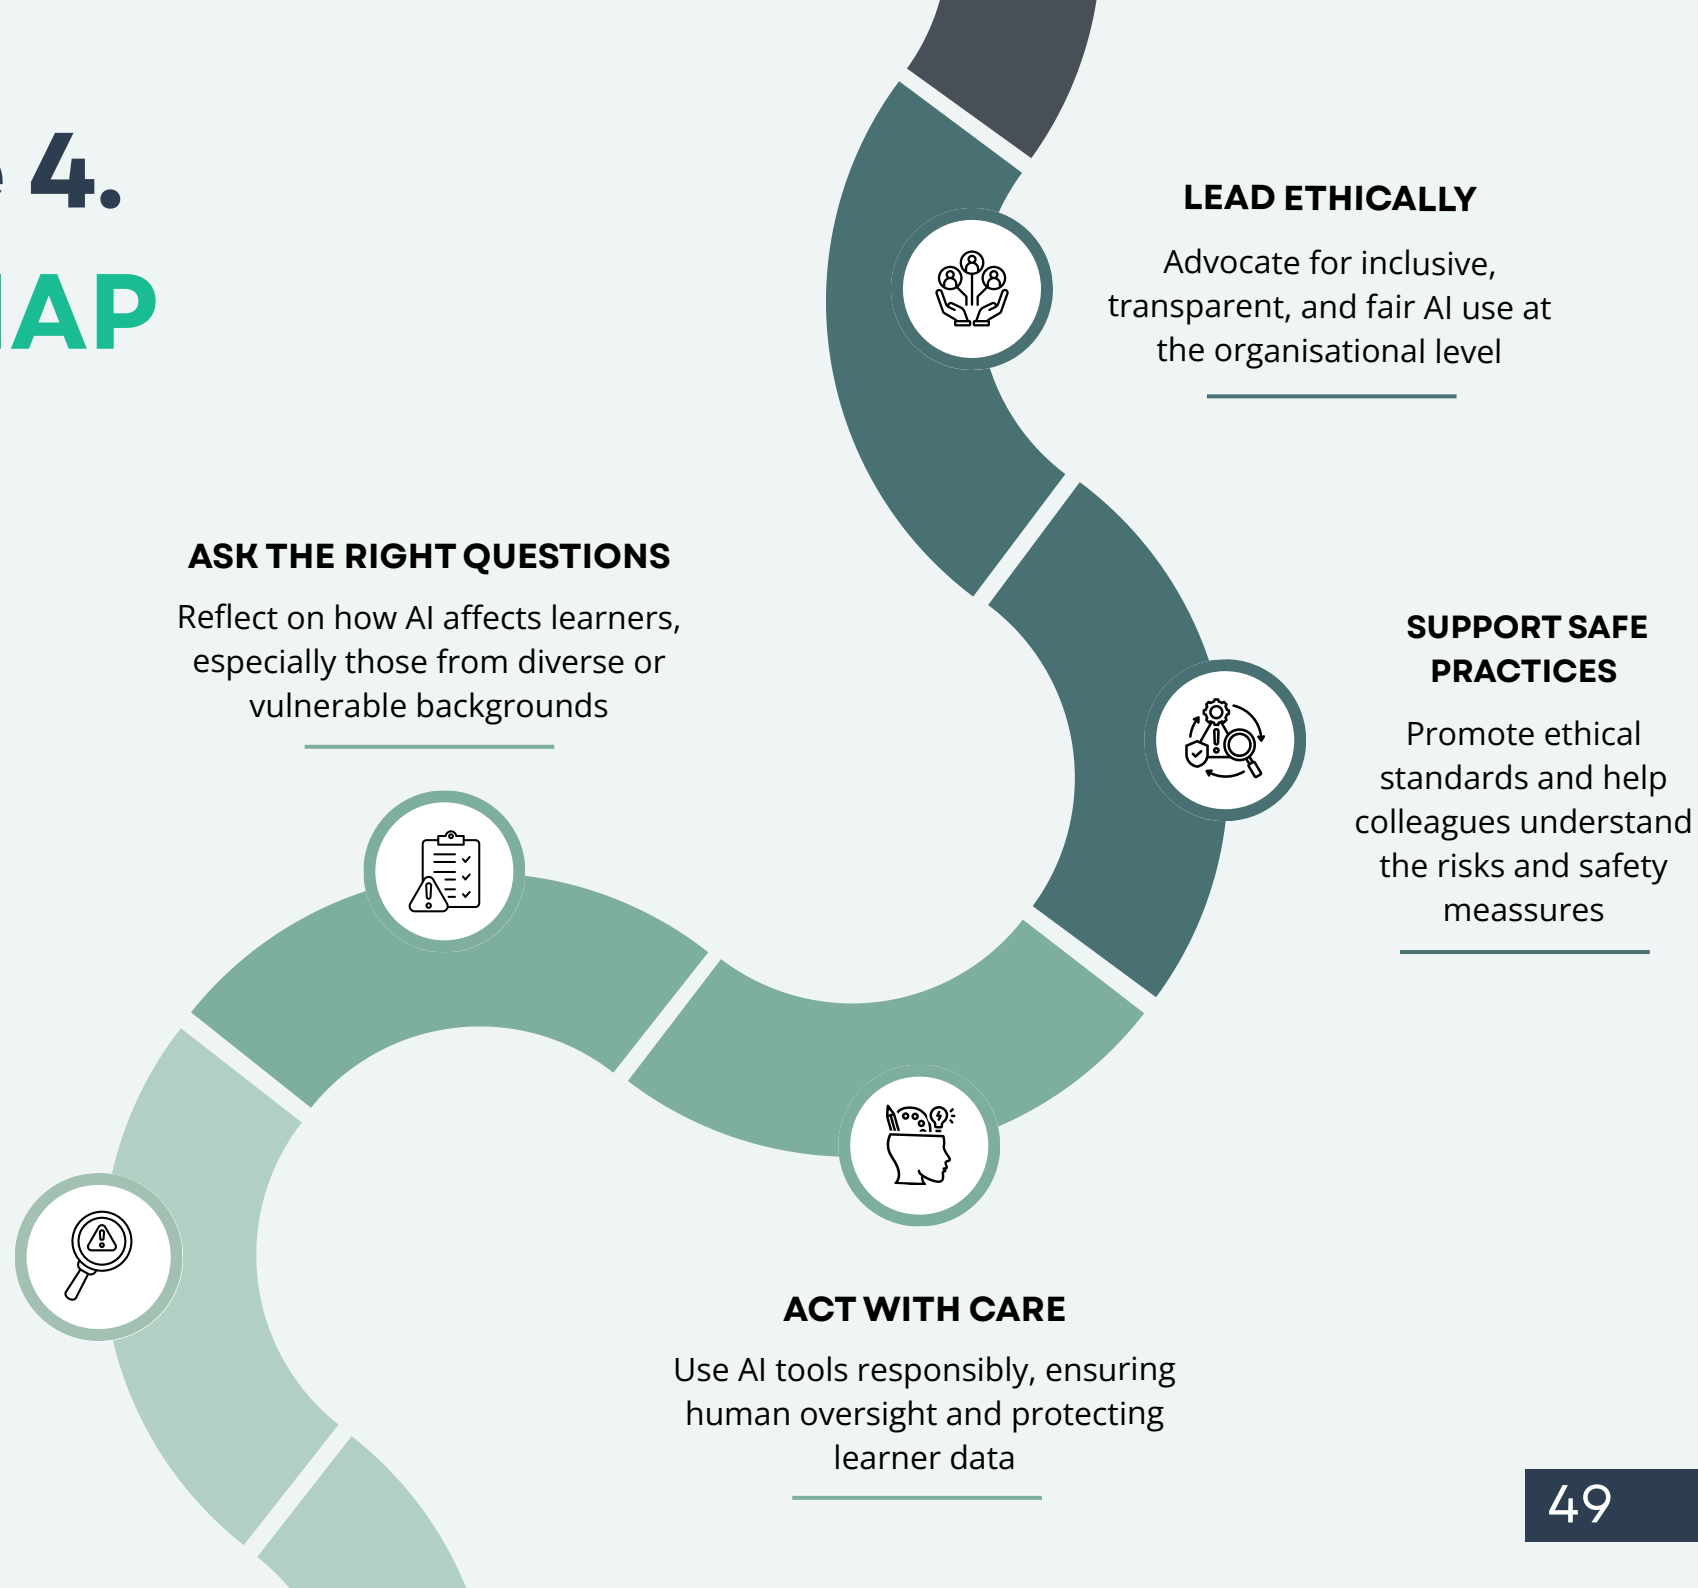 4.
AP
LEAD ETHICALLY
Advocate for inclusive,
transparent, and fair AI use at
the organisational level
ASK THE RIGHT QUESTIONS
Reflect on how AI affects learners,
especially those from diverse or
vulnerable backgrounds
SUPPORT SAFE
PRACTICES
Promote ethical
standards and help
colleagues understand
the risks and safety
meassures
ACT WITH CARE
Use AI tools responsibly, ensuring
human oversight and protecting
learner data
49